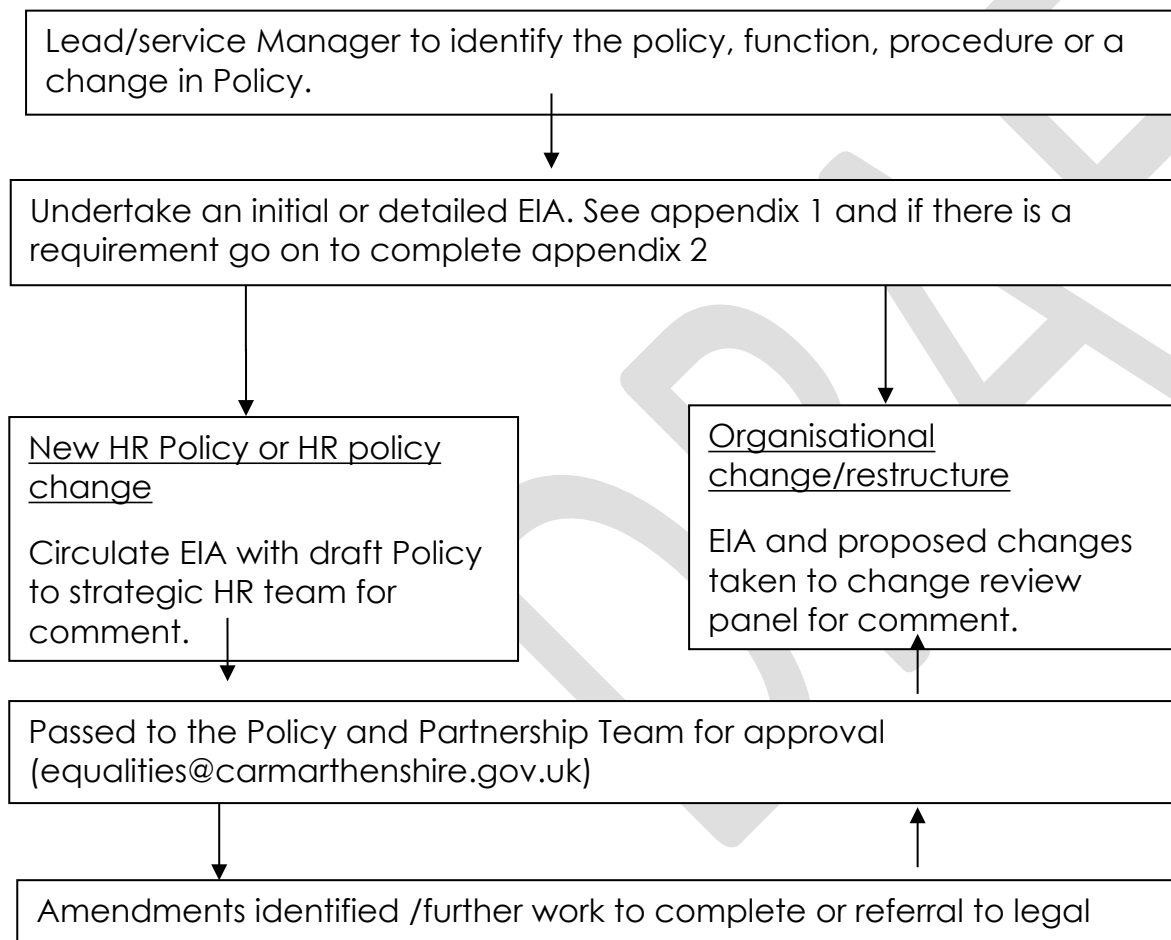 Lead/service Manager to identify the policy, function, procedure or a
change in Policy.
Undertake an initial or detailed EIA. See appendix 1 and if there is a
requirement go on to complete appendix 2
New HR Policy or HR policy
change
Circulate EIA with draft Policy
to strategic HR team for
comment.
Organisational
change/restructure
EIA and proposed changes
taken to change review
panel for comment.
Passed to the Policy and Partnership Team for approval
(equalities@carmarthenshire.gov.uk)
Amendments identified /further work to complete or referral to legal